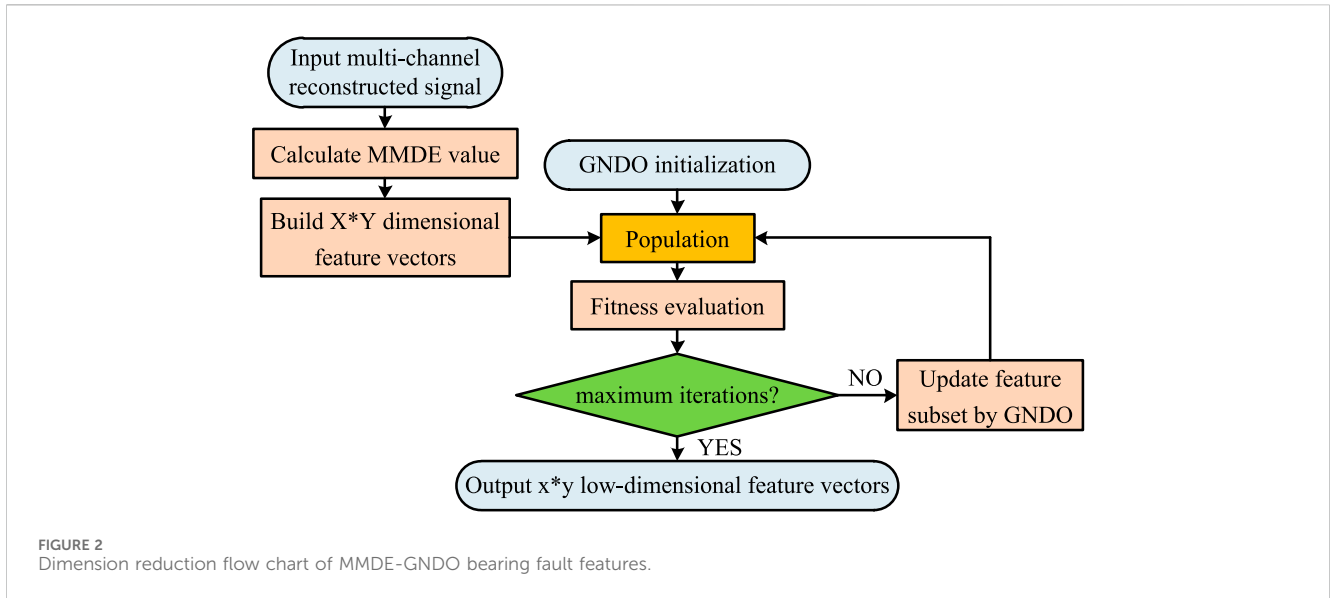 Input multi-channel
reconstructed signal
Calculate MMDE value
GNDO initialization
Build X*Y dimensional
feature vectors
Population
Fitness evaluation
maximum iterations?
NO
Update feature
subset by GNDO
YES
Output x*y low-dimensional feature vectors
FIGURE 2
Dimension reduction flow chart of MMDE-GNDO bearing fault features.